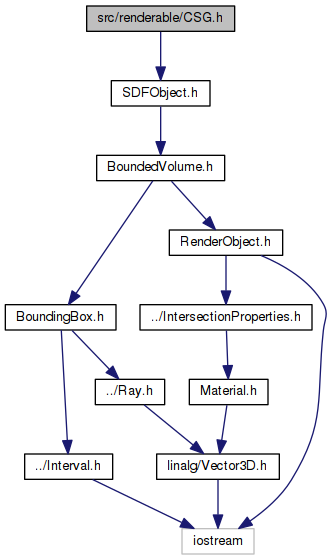 src/renderable/CSG.h
SDFObject.h
BoundedVolume.h
RenderObject.h
BoundingBox.h
../IntersectionProperties.h
../Ray.h
Material.h
../Interval.h
linalg/Vector3D.h
iostream